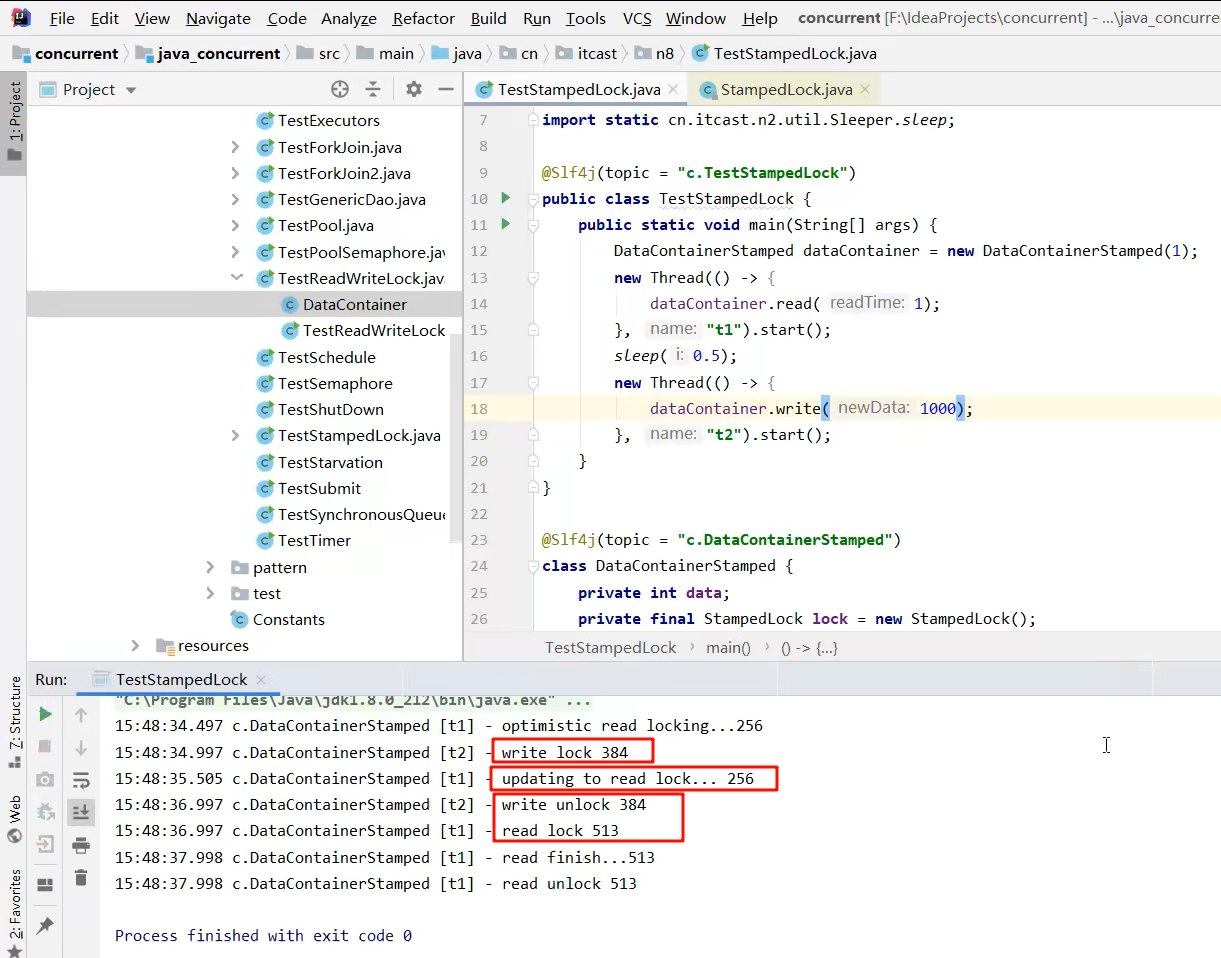 File Edit View Navigate Code Analyze Refactor Build Run Tools VCS Window Help concurrent [F:\IdeaProjects\concurrent] - ...\java_concurre
concurrent java_concurrent src main java cn itcast n8 TestStampedLock.java
1: Project
Project
TestExecutors
TestForkJoin.java
TestForkJoin2.java
TestGenericDao.java
TestPool.java
TestPoolSemaphore.jav
TestReadWriteLock.jav
DataContainer
TestReadWriteLock
TestSchedule
TestSemaphore
TestShutDown
TestStampedLock.java
TestStarvation
TestSubmit
TestSynchronousQueue
TestTimer
pattern
test
Constants
resources
TestStampedLock.java StampedLock.java
7 import static cn.itcast.n2.util.Sleeper.sleep;
8
9 @Slf4j(topic = "c.TestStampedLock")
10 public class TestStampedLock {
11 public static void main(String[] args) {
12 DataContainerStamped dataContainer = new DataContainerStamped(1);
13 new Thread(() -> {
14 dataContainer.read( readTime: 1);
15 }, name: "t1").start();
16 sleep( i: 0.5);
17 new Thread(() -> {
18 dataContainer.write( newData: 1000);
19 }, name: "t2").start();
20 }
21 }
22
23 @Slf4j(topic = "c.DataContainerStamped")
24 class DataContainerStamped {
25 private int data;
26 private final StampedLock lock = new StampedLock();
TestStampedLock main() () -> {...}
Run: TestStampedLock
7: Structure
Web
2: Favorites
"C:\Program Files\Java\jdk1.8.0_212\bin\java.exe" ...
15:48:34.497 c.DataContainerStamped [t1] - optimistic read locking...256
15:48:34.997 c.DataContainerStamped [t2] - write lock 384
15:48:35.505 c.DataContainerStamped [t1] - updating to read lock... 256
15:48:36.997 c.DataContainerStamped [t2] - write unlock 384
15:48:36.997 c.DataContainerStamped [t1] - read lock 513
15:48:37.998 c.DataContainerStamped [t1] - read finish...513
15:48:37.998 c.DataContainerStamped [t1] - read unlock 513
Process finished with exit code 0